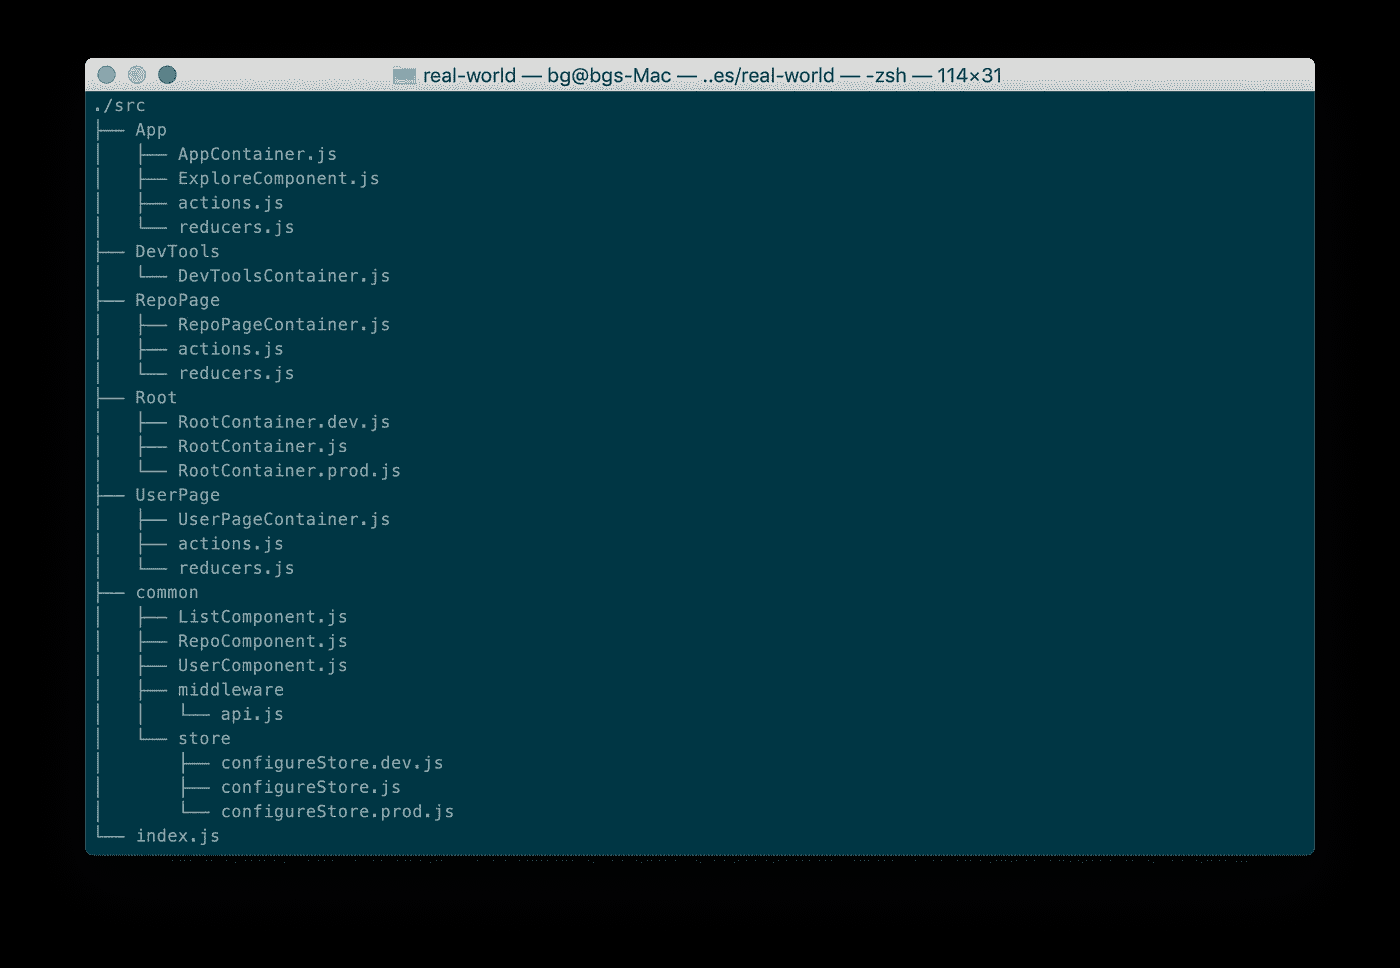 real-world — bg@bgs-Mac — ..es/real-world — -zsh — 114×31
./src
├── App
│   ├── AppContainer.js
│   ├── ExploreComponent.js
│   ├── actions.js
│   └── reducers.js
├── DevTools
│   └── DevToolsContainer.js
├── RepoPage
│   ├── RepoPageContainer.js
│   ├── actions.js
│   └── reducers.js
├── Root
│   ├── RootContainer.dev.js
│   ├── RootContainer.js
│   └── RootContainer.prod.js
├── UserPage
│   ├── UserPageContainer.js
│   ├── actions.js
│   └── reducers.js
├── common
│   ├── ListComponent.js
│   ├── RepoComponent.js
│   ├── UserComponent.js
│   ├── middleware
│   │   └── api.js
│   └── store
│       ├── configureStore.dev.js
│       ├── configureStore.js
│       └── configureStore.prod.js
└── index.js